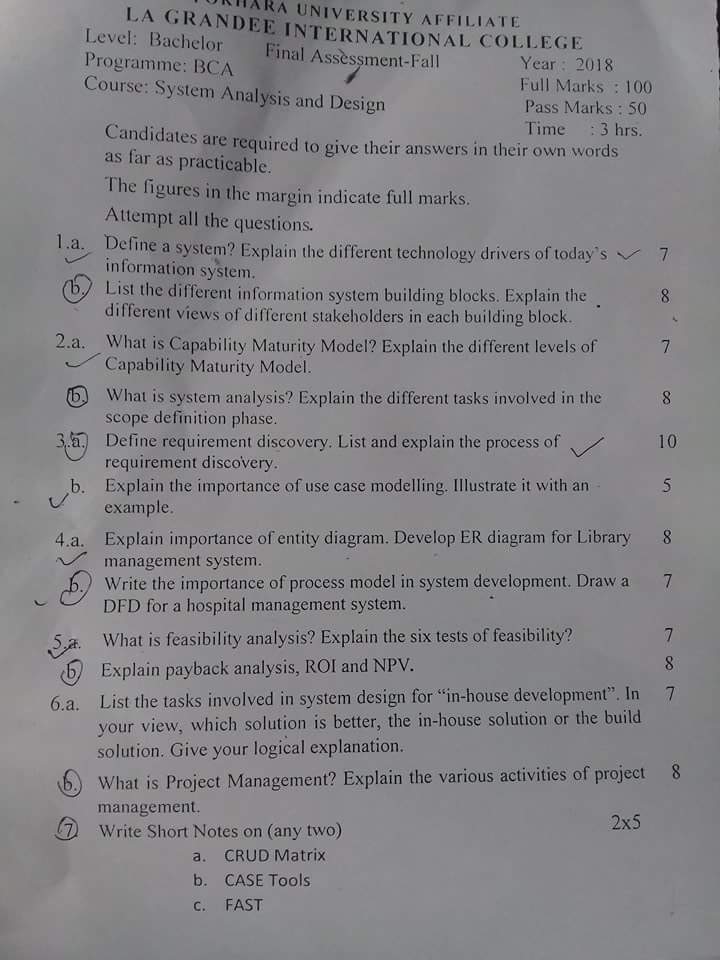 UNIVERSITY AFFILIATE
LA GRANDEE INTERNATIONAL COLLEGE
Level: Bachelor Final Assessment-Fall Year : 2018
Programme: BCA Full Marks : 100
Course: System Analysis and Design Pass Marks : 50
Time : 3 hrs.
Candidates are required to give their answers in their own words
as far as practicable.
The figures in the margin indicate full marks.
Attempt all the questions.
1.a. Define a system? Explain the different technology drivers of today's 7
information system.
b. List the different information system building blocks. Explain the 8
different views of different stakeholders in each building block.
2.a. What is Capability Maturity Model? Explain the different levels of 7
Capability Maturity Model.
b. What is system analysis? Explain the different tasks involved in the 8
scope definition phase.
3.a. Define requirement discovery. List and explain the process of 10
requirement discovery.
b. Explain the importance of use case modelling. Illustrate it with an 5
example.
4.a. Explain importance of entity diagram. Develop ER diagram for Library 8
management system.
b. Write the importance of process model in system development. Draw a 7
DFD for a hospital management system.
5.a. What is feasibility analysis? Explain the six tests of feasibility? 7
b) Explain payback analysis, ROI and NPV. 8
6.a. List the tasks involved in system design for "in-house development". In 7
your view, which solution is better, the in-house solution or the build
solution. Give your logical explanation.
b. What is Project Management? Explain the various activities of project 8
management.
7 Write Short Notes on (any two) 2x5
a. CRUD Matrix
b. CASE Tools
c. FAST